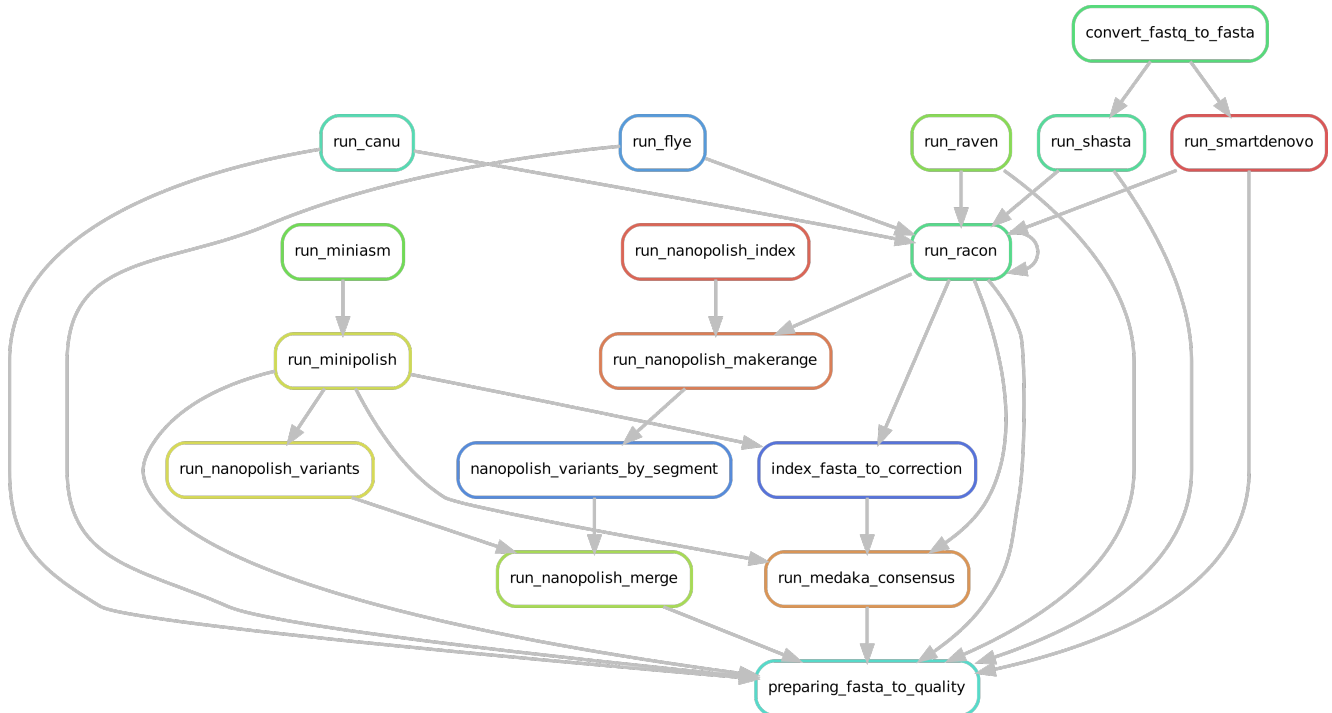 convert_fastq_to_fasta
run_canu
run_flye
run_raven
run_shasta
run_smartdenovo
run_miniasm
run_nanopolish_index
run_racon
run_minipolish
run_nanopolish_makerange
run_nanopolish_variants
nanopolish_variants_by_segment
index_fasta_to_correction
run_nanopolish_merge
run_medaka_consensus
preparing_fasta_to_quality